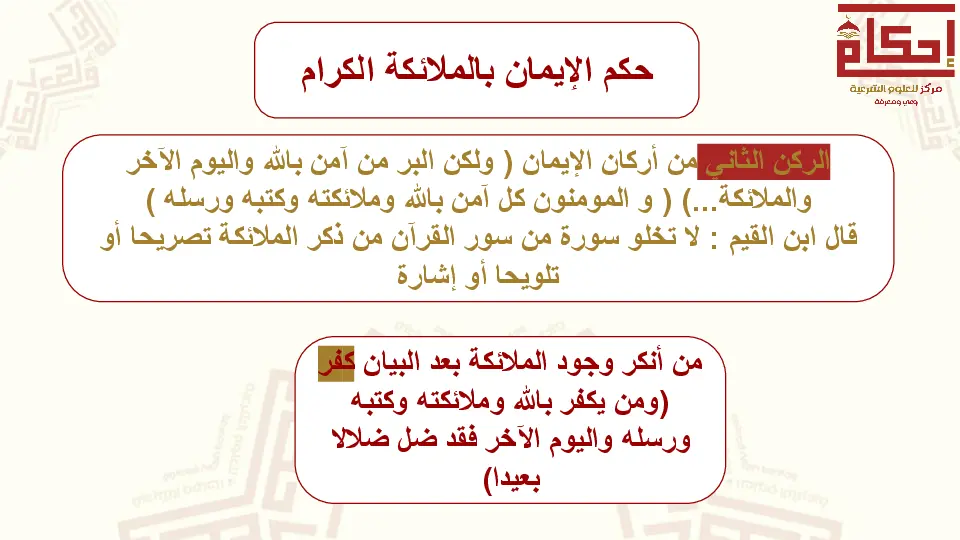 إحكام
مركز للعلوم الشرعية
وعي ومعرفة
حكم الإيمان بالملائكة الكرام
الركن الثاني من أركان الإيمان ( ولكن البر من آمن بالله واليوم الآخر
والملائكة...) ( و المومنون كل آمن بالله وملائكته وكتبه ورسله )
قال ابن القيم : لا تخلو سورة من سور القرآن من ذكر الملائكة تصريحا أو
تلويحا أو إشارة
من أنكر وجود الملائكة بعد البيان كفر
(ومن يكفر بالله وملائكته وكتبه
ورسله واليوم الآخر فقد ضل ضلالا
بعيدا)